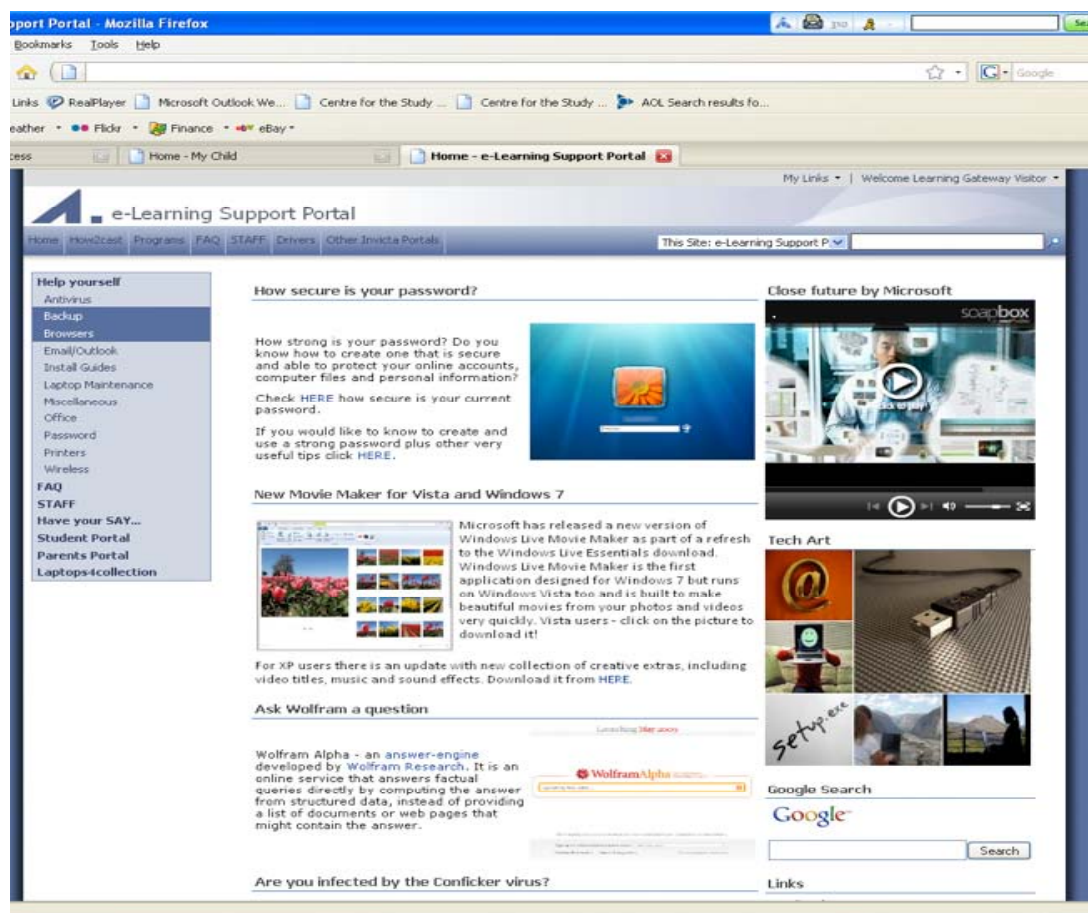 pport Portal - Mozilla Firefox
Bookmarks Tools Help
Google
Links RealPlayer Microsoft Outlook We... Centre for the Study ... Centre for the Study ... AOL Search results fo...
eather Flickr Finance eBay
cess Home - My Child Home - e-Learning Support Portal
My Links | Welcome Learning Gateway Visitor
e-Learning Support Portal
Home How2cast Programs FAQ STAFF Drivers Other Invicta Portals
This Site: e-Learning Support P
Help yourself
Antivirus
Backup
Browsers
Email/Outlook
Install Guides
Laptop Maintenance
Miscellaneous
Office
Password
Printers
Wireless
FAQ
STAFF
Have your SAY...
Student Portal
Parents Portal
Laptops4collection
How secure is your password?
How strong is your password? Do you
know how to create one that is secure
and able to protect your online accounts,
computer files and personal information?
Check HERE how secure is your current
password.
If you would like to know to create and
use a strong password plus other very
useful tips click HERE.
New Movie Maker for Vista and Windows 7
Microsoft has released a new version of
Windows Live Movie Maker as part of a refresh
to the Windows Live Essentials download.
Windows Live Movie Maker is the first
application designed for Windows 7 but runs
on Windows Vista too and is built to make
beautiful movies from your photos and videos
very quickly. Vista users - click on the picture to
download it!
For XP users there is an update with new collection of creative extras, including
video titles, music and sound effects. Download it from HERE.
Ask Wolfram a question
Wolfram Alpha - an answer-engine
developed by Wolfram Research. It is an
online service that answers factual
queries directly by computing the answer
from structured data, instead of providing
a list of documents or web pages that
might contain the answer.
Launching May 2009
WolframAlpha
Are you infected by the Conficker virus?
Close future by Microsoft
soapbox
click to play
Tech Art
@
setup.exe
Google Search
Google
Search
Links